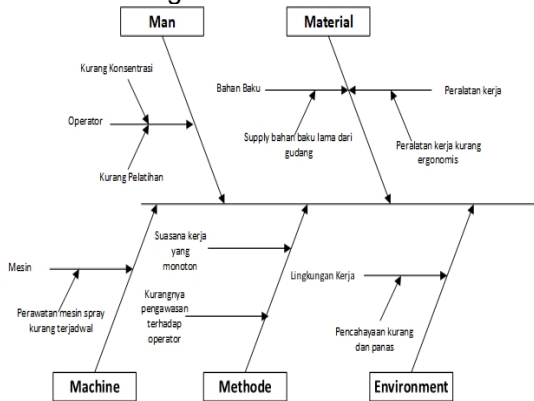 Man
Material
Kurang Konsentrasi
Operator
Kurang Pelatihan
Bahan Baku
Supply bahan baku lama dari
gudang
Peralatan kerja
Peralatan kerja kurang
ergonomis
Mesin
Perawatan mesin spray
kurang terjadwal
Suasana kerja
yang
monoton
Kurangnya
pengawasan
terhadap
operator
Lingkungan Kerja
Pencahayaan kurang
dan panas
Machine
Methode
Environment